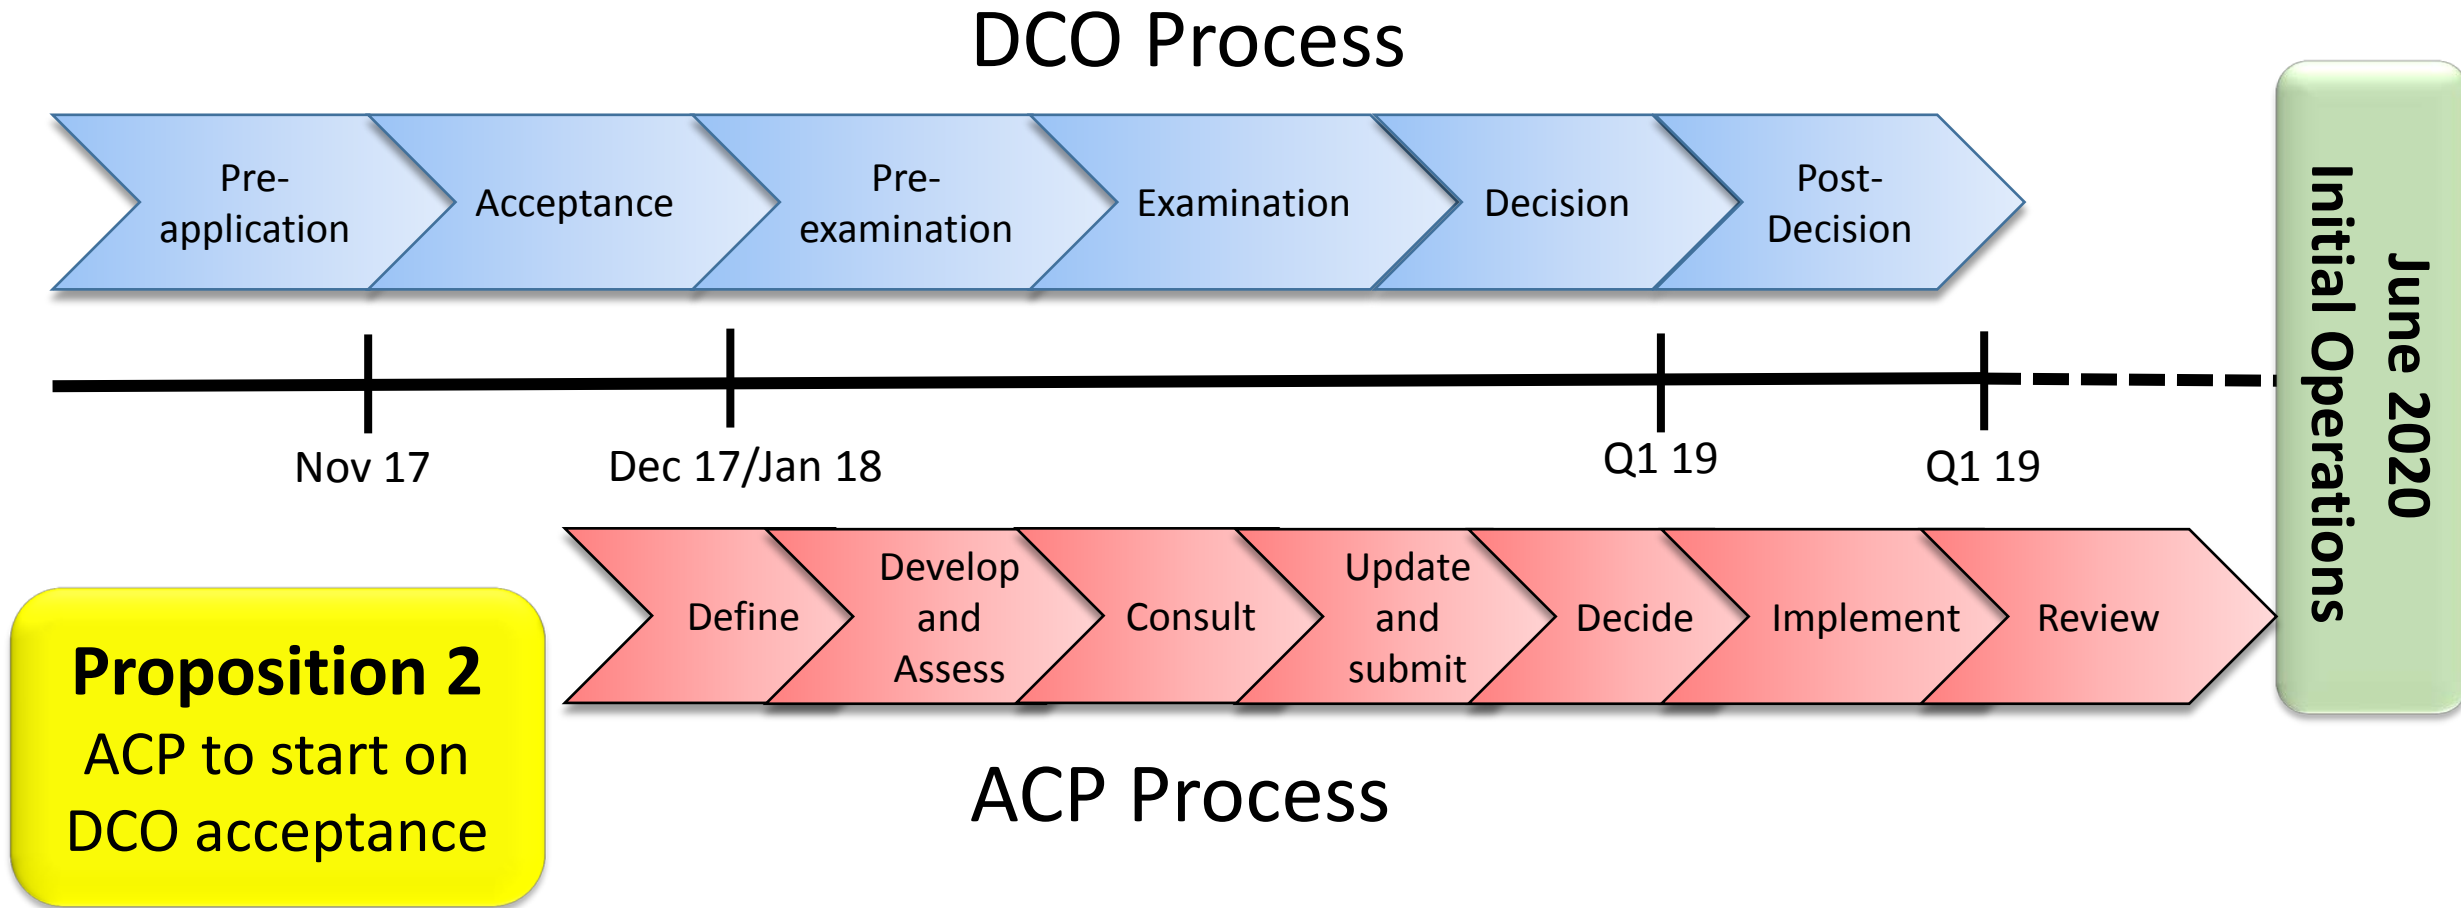 DCO Process
Pre-
application
Acceptance
Pre-
examination
Examination
Decision
Post-
Decision
June 2020
Initial Operations
Nov 17
Dec 17/Jan 18
Q1 19
Q1 19
Define
Develop
and
Assess
Consult
Update
and
submit
Decide
Implement
Review
Proposition 2
ACP to start on
DCO acceptance
ACP Process